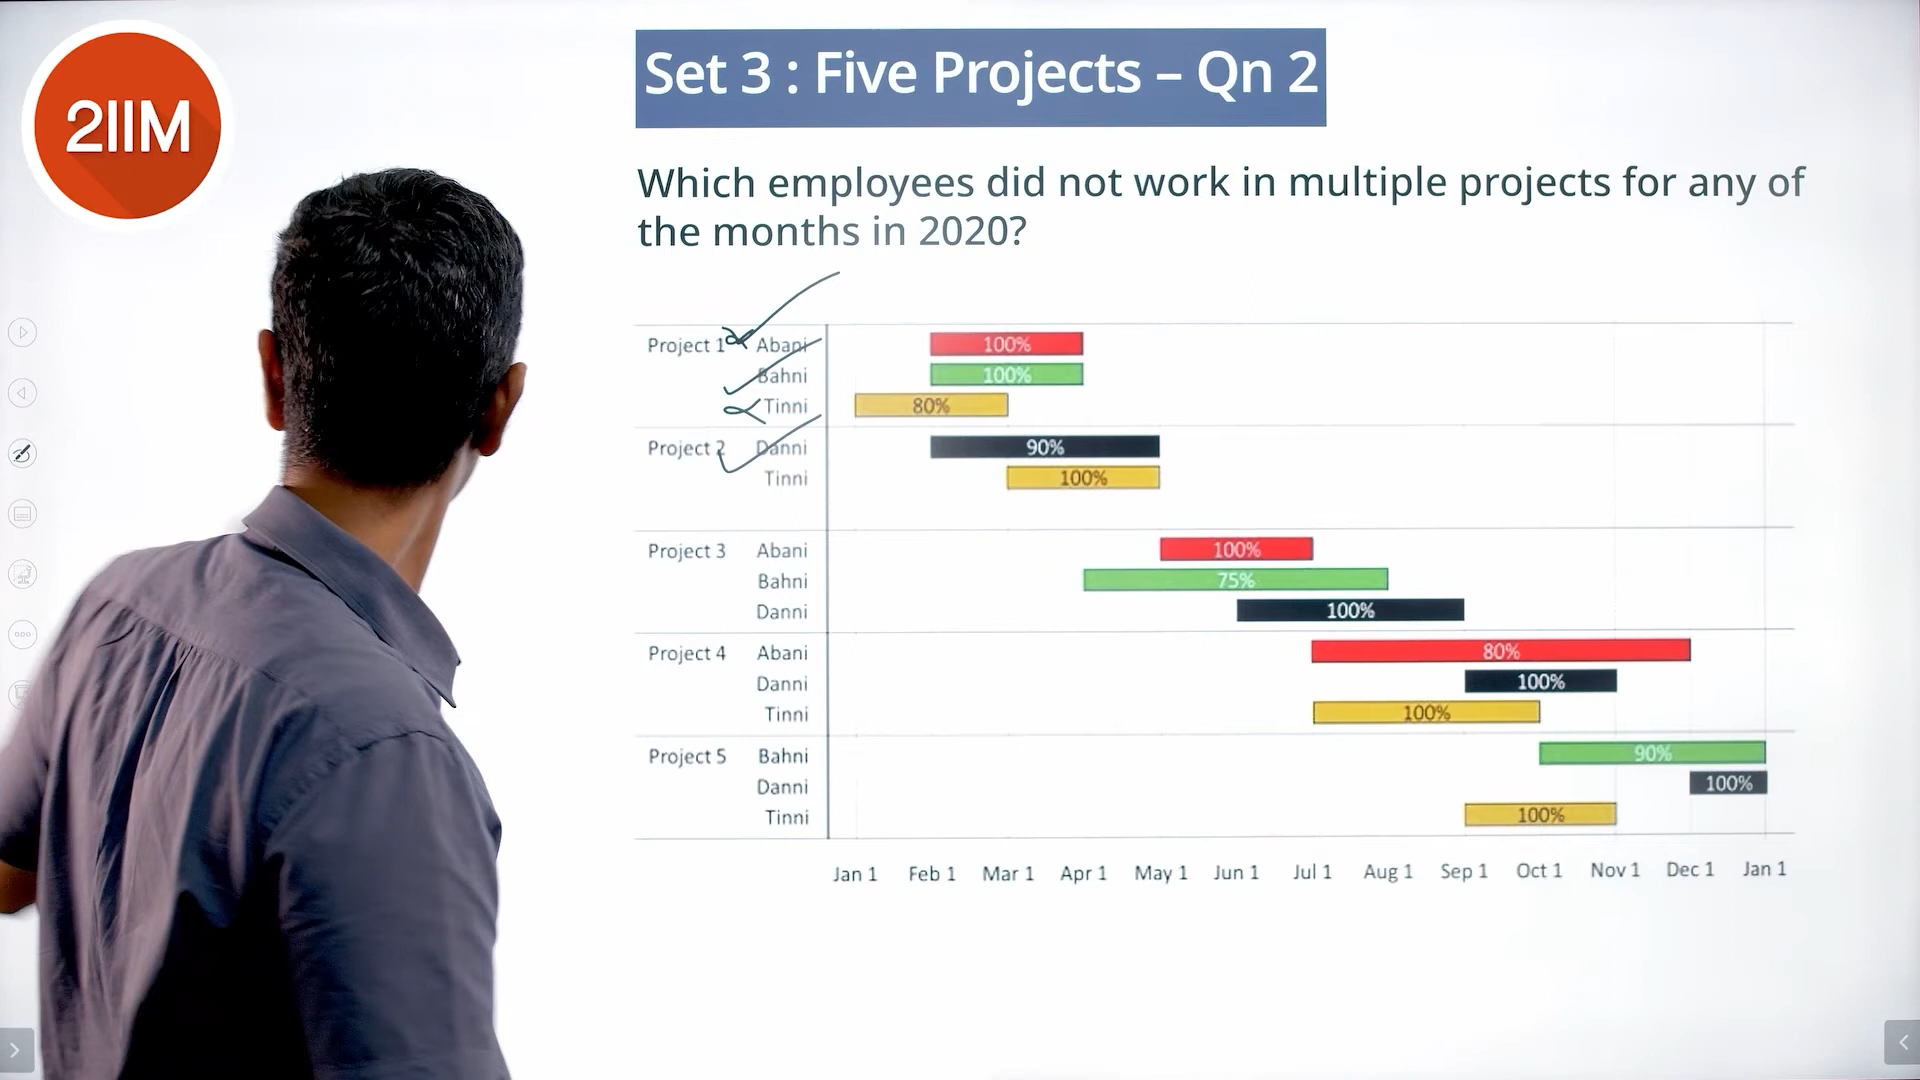 2IIM
Set 3 : Five Projects – Qn 2
Which employees did not work in multiple projects for any of
the months in 2020?
Project 1 Abani 100%
Bahni 100%
Tinni 80%
Project 2 Danni 90%
Tinni 100%
Project 3 Abani 100%
Bahni 75%
Danni 100%
Project 4 Abani 80%
Danni 100%
Tinni 100%
Project 5 Bahni 90%
Danni 100%
Tinni 100%
Jan 1 Feb 1 Mar 1 Apr 1 May 1 Jun 1 Jul 1 Aug 1 Sep 1 Oct 1 Nov 1 Dec 1 Jan 1